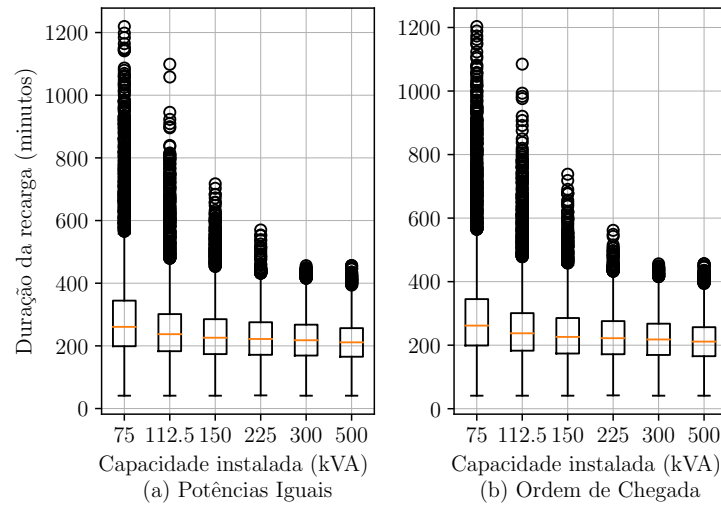 1200
1000
800
600
400
200
0
Duração da recarga (minutos)
75 112.5 150 225 300 500
Capacidade instalada (kVA)
(a) Potências Iguais
1200
1000
800
600
400
200
0
75 112.5 150 225 300 500
Capacidade instalada (kVA)
(b) Ordem de Chegada